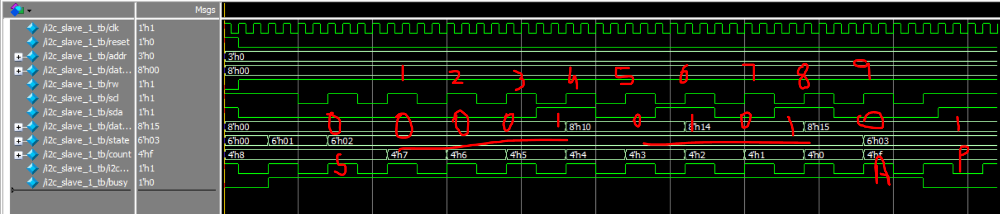 Msgs
/i2c_slave_1_tb/clk 1'h1
/i2c_slave_1_tb/reset 1'h0
/i2c_slave_1_tb/addr 3'h0 3'h0
/i2c_slave_1_tb/dat... 8'h00 8'h00
1 2 3 4 5 6 7 8 9
/i2c_slave_1_tb/rw 1'h1
/i2c_slave_1_tb/scl 1'h1
/i2c_slave_1_tb/sda 1'h1
0 0 0 0 1 0 1 0 1 0 1
/i2c_slave_1_tb/dat... 8'h15 8'h00 8'h10 8'h14 8'h15
/i2c_slave_1_tb/state 6'h03 6'h00 6'h01 6'h02 6'h03
/i2c_slave_1_tb/count 4'hf 4'h8 4'h7 4'h6 4'h5 4'h4 4'h3 4'h2 4'h1 4'h0 4'hf
S A P
/i2c_slave_1_tb/i2c... 1'h1
/i2c_slave_1_tb/busy 1'h0